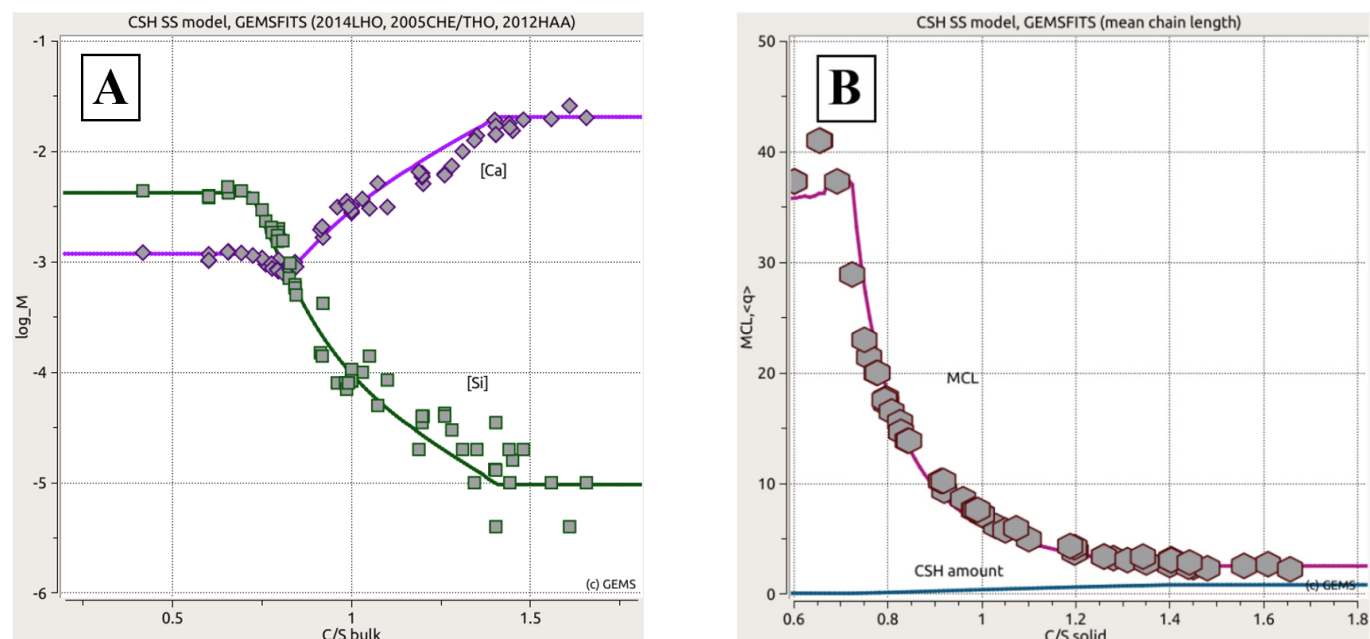 CSH SS model, GEMSFITS (2014LHO, 2005CHE/THO, 2012HAA)
A
-1
-2
-3
-4
-5
-6
log_M
[Ca]
[Si]
(c) GEMS
0.5
1
1.5
C/S bulk
CSH SS model, GEMSFITS (mean chain length)
B
50
40
30
20
10
0
MCL,<q>
MCL
CSH amount
(c) GEMS
0.6
0.8
1
1.2
1.4
1.6
1.8
C/S solid